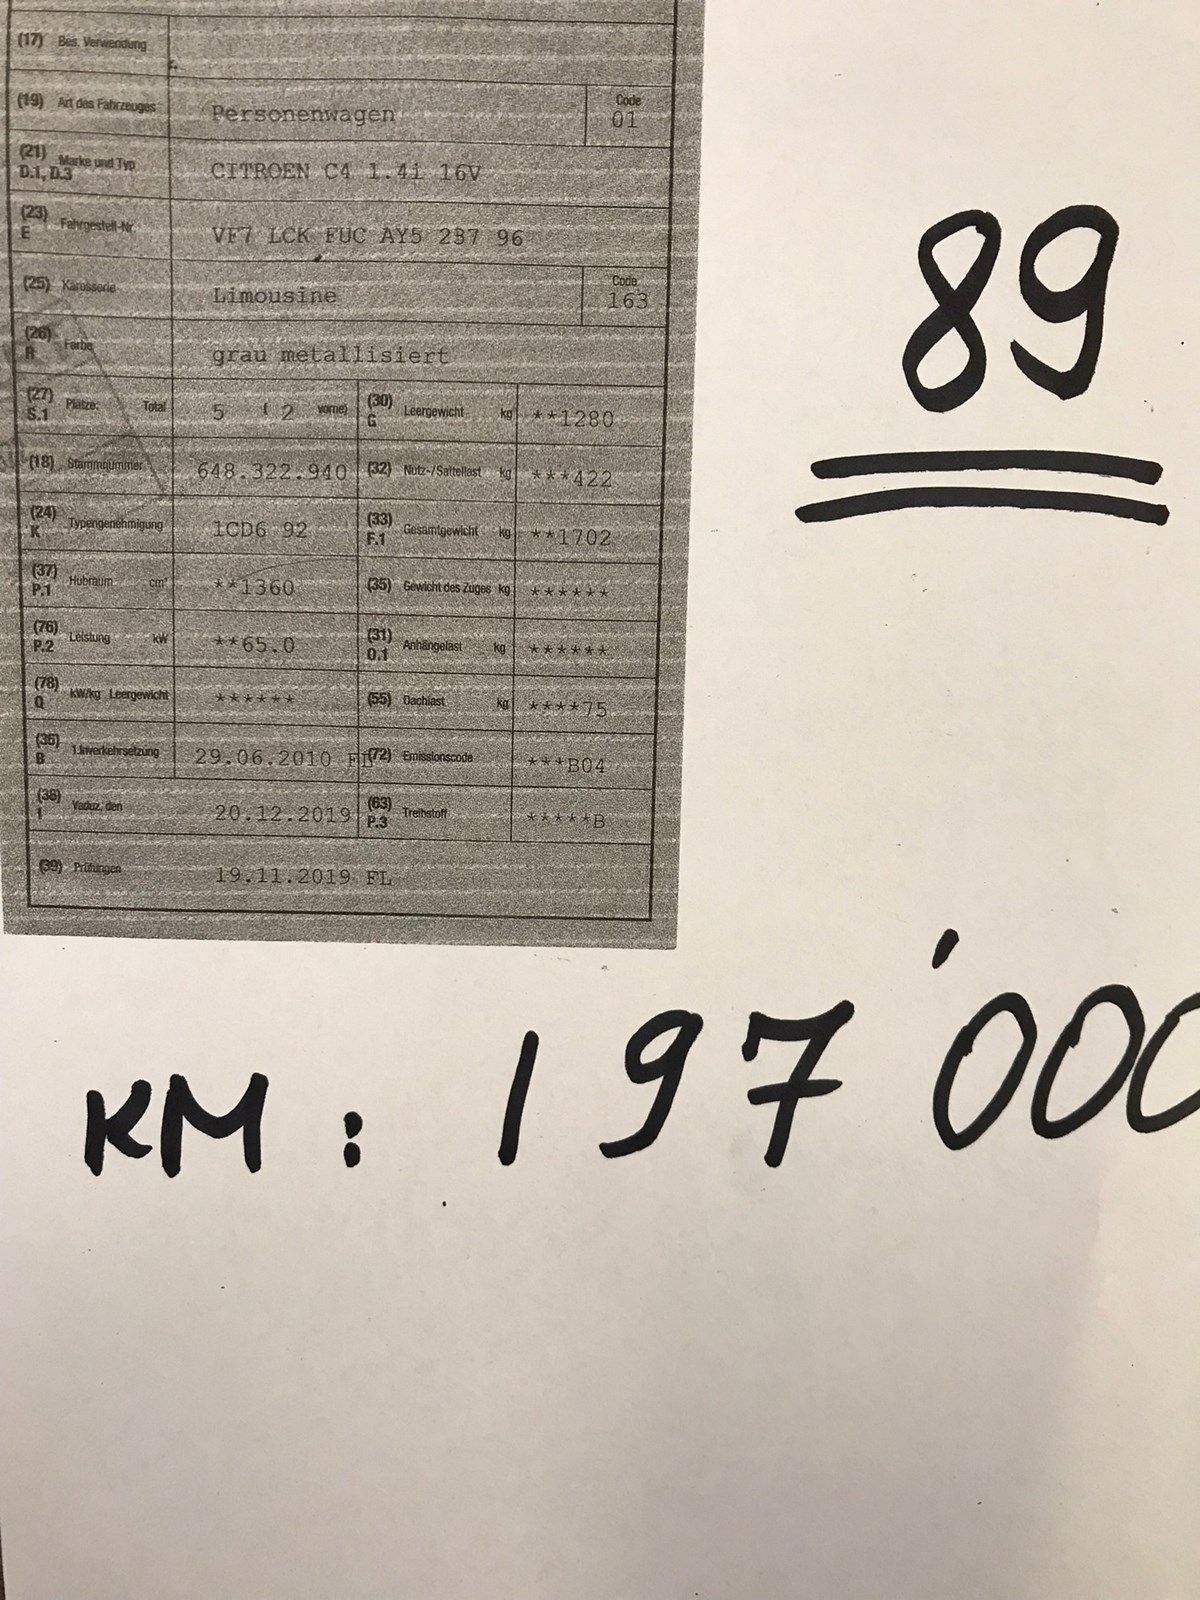 (17) Bes. Verwendung
(19) Art des Fahrzeuges Personenwagen Code 01
(21) D.1, D.3 Marke und Typ CITROEN C4 1.4i 16V
(23) E Fahrgestell-Nr. VF7 LCK FUC AY5 237 96
(25) Karosserie Limousine Code 163
(26) R Farbe grau metallisiert
(27) S.1 Plätze: Total 5 ( 2 vorne) (30) G Leergewicht kg **1280
(18) Stammnummer 648.322.940 (32) Nutz-/Sattellast kg ***422
(24) K Typengenehmigung 1CD6 92 (33) F.1 Gesamtgewicht kg **1702
(37) P.1 Hubraum cm³ **1360 (35) Gewicht des Zuges kg ******
(76) P.2 Leistung kW **65.0 (31) O.1 Anhängelast kg ******
(78) Q kW/kg Leergewicht ****** (55) Dachlast kg ****75
(36) B 1.Inverkehrsetzung 29.06.2010 FL (72) Emissionscode ***B04
(38) I Vaduz, den 20.12.2019 (63) P.3 Treibstoff *****B
(39) Prüfungen 19.11.2019 FL
89
KM : 197'000